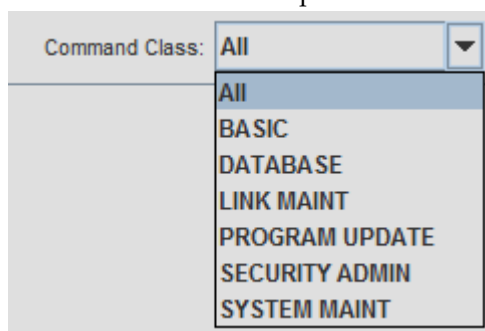 Command Class: All
All
BASIC
DATABASE
LINK MAINT
PROGRAM UPDATE
SECURITY ADMIN
SYSTEM MAINT